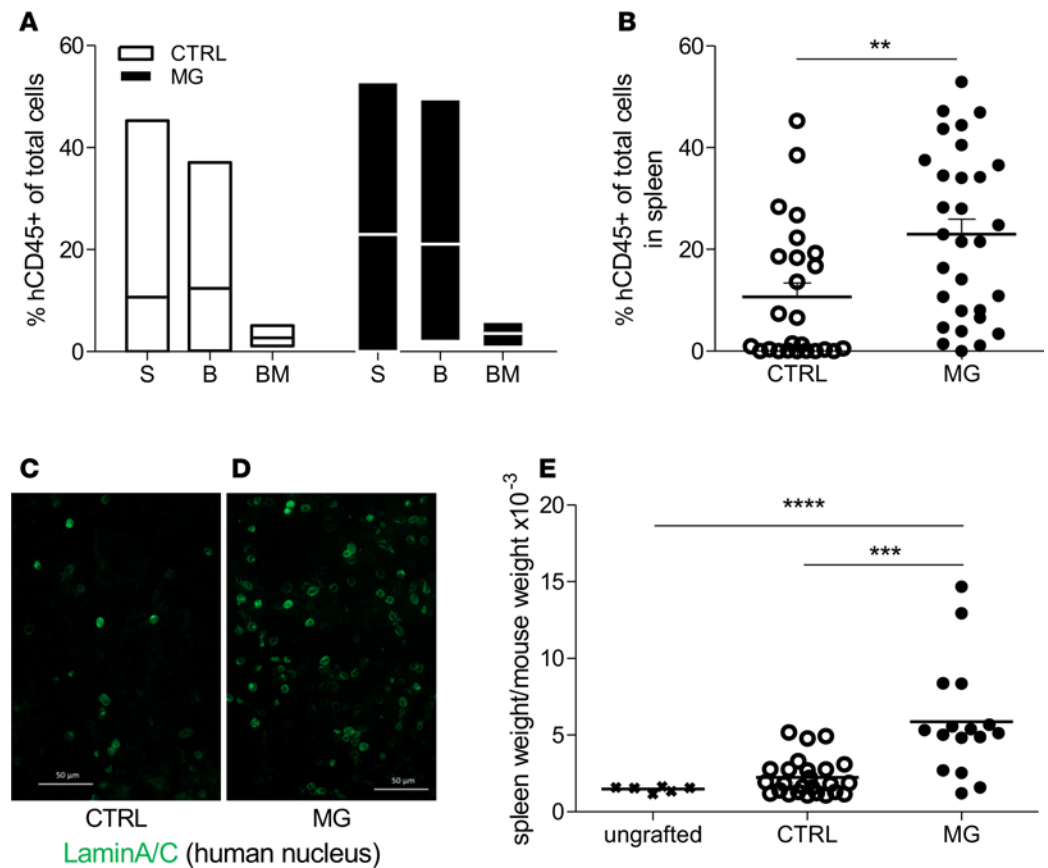 A
% hCD45+ of total cells
60
40
20
0
CTRL
MG
S B BM S B BM
B
% hCD45+ of total cells
in spleen
60
40
20
0
**
CTRL MG
C D
50 µm 50 µm
CTRL MG
LaminA/C (human nucleus)
E
spleen weight/mouse weight x10⁻³
20
15
10
5
0
****
***
ungrafted CTRL MG